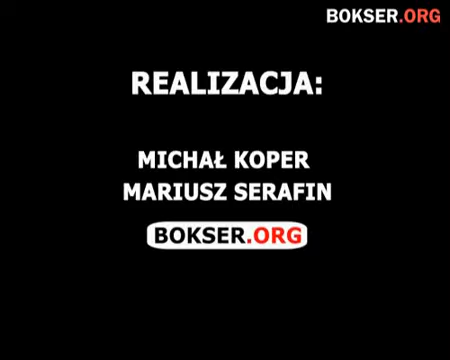 BOKSER.ORG
REALIZACJA:
MICHAŁ KOPER
MARIUSZ SERAFIN
BOKSER.ORG